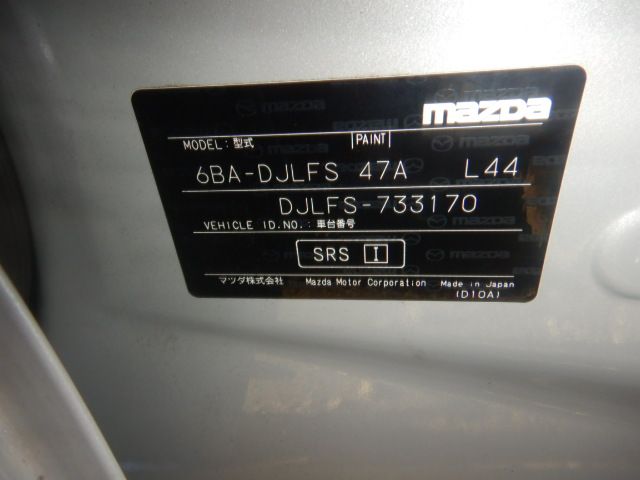 mazda
MODEL: 型式 PAINT
6BA-DJLFS 47A L44
DJLFS-733170
VEHICLE ID.NO.: 車台番号
SRS I
マツダ株式会社 Mazda Motor Corporation Made in Japan
(D10A)